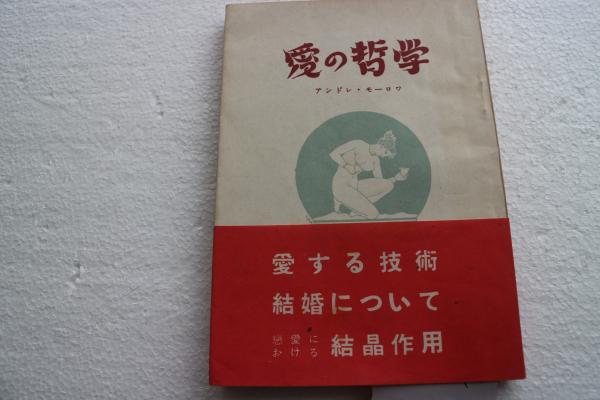 愛の哲学
アンドレ・モーロワ
愛する技術
結婚について
戀愛における 結晶作用